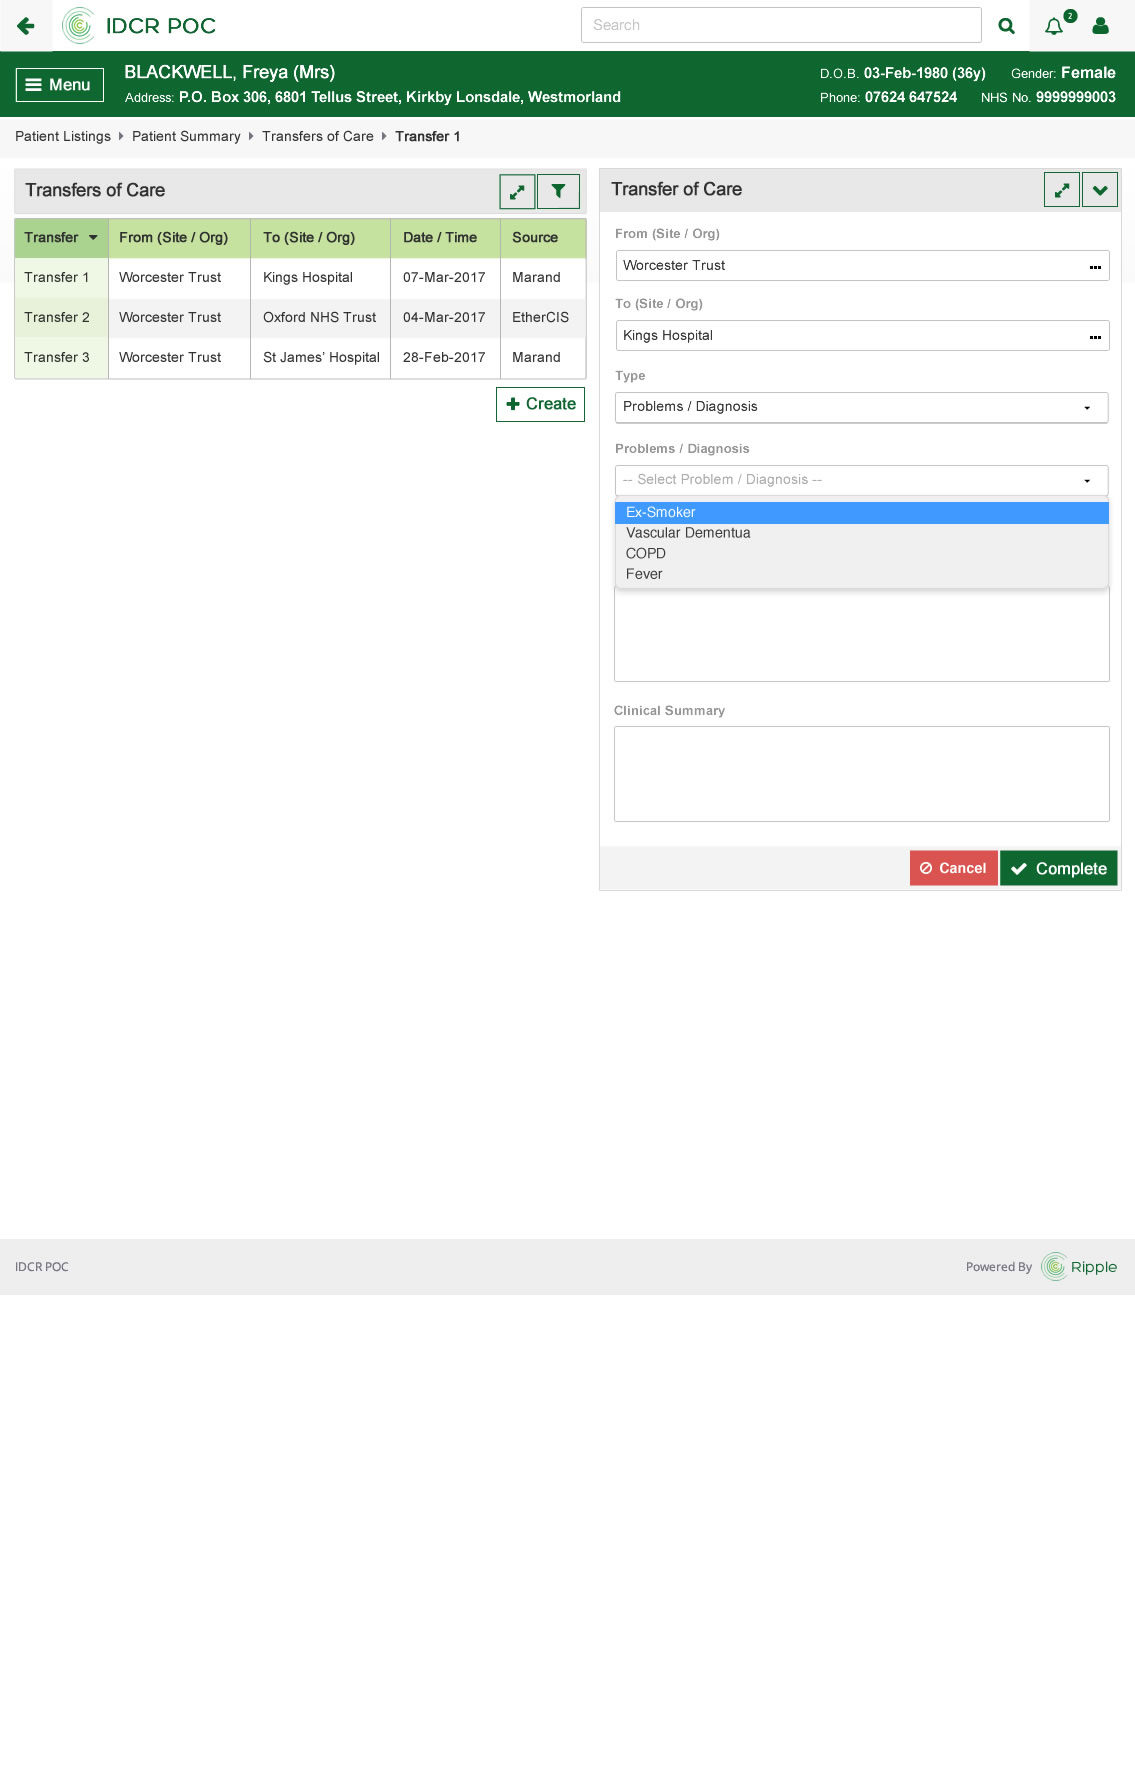 IDCR POC
Search
2
Menu
BLACKWELL, Freya (Mrs)
D.O.B. 03-Feb-1980 (36y) Gender: Female
Address: P.O. Box 306, 6801 Tellus Street, Kirkby Lonsdale, Westmorland
Phone: 07624 647524 NHS No. 9999999003
Patient Listings Patient Summary Transfers of Care Transfer 1
Transfers of Care
Transfer From (Site / Org) To (Site / Org) Date / Time Source
Transfer 1 Worcester Trust Kings Hospital 07-Mar-2017 Marand
Transfer 2 Worcester Trust Oxford NHS Trust 04-Mar-2017 EtherCIS
Transfer 3 Worcester Trust St James’ Hospital 28-Feb-2017 Marand
Create
Transfer of Care
From (Site / Org)
Worcester Trust
To (Site / Org)
Kings Hospital
Type
Problems / Diagnosis
Problems / Diagnosis
-- Select Problem / Diagnosis --
Ex-Smoker
Vascular Dementua
COPD
Fever
Clinical Summary
Cancel Complete
IDCR POC
Powered By Ripple